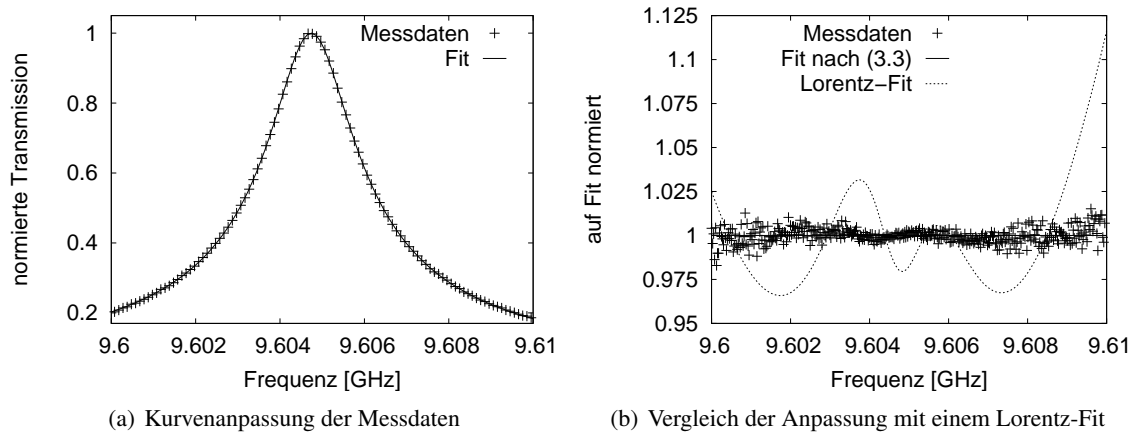 normierte Transmission
1
0.8
0.6
0.4
0.2
9.6 9.602 9.604 9.606 9.608 9.61
Frequenz [GHz]
Messdaten
Fit
(a) Kurvenanpassung der Messdaten
auf Fit normiert
1.125
1.1
1.075
1.05
1.025
1
0.975
0.95
9.6 9.602 9.604 9.606 9.608 9.61
Frequenz [GHz]
Messdaten
Fit nach (3.3)
Lorentz−Fit
(b) Vergleich der Anpassung mit einem Lorentz-Fit